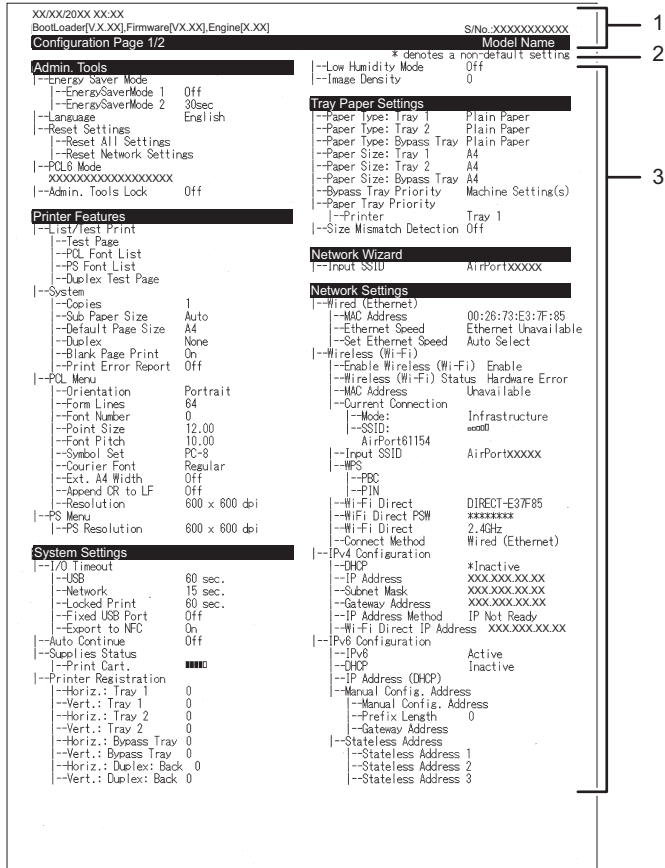 XX/XX/20XX XX:XX
BootLoader[V.X.XX],Firmware[VX.XX],Engine[X.XX]
S/No.:XXXXXXXXXXX
Configuration Page 1/2
Model Name
* denotes a non-default setting
1
2
3
Admin. Tools
|--Energy Saver Mode
|--EnergySaverMode 1 Off
|--EnergySaverMode 2 30sec
|--Language English
|--Reset Settings
|--Reset All Settings
|--Reset Network Settings
|--PCL6 Mode
XXXXXXXXXXXXXXXXXX
|--Admin. Tools Lock Off
Printer Features
|--List/Test Print
|--Test Page
|--PCL Font List
|--PS Font List
|--Duplex Test Page
|--System
|--Copies 1
|--Sub Paper Size Auto
|--Default Page Size A4
|--Duplex None
|--Blank Page Print On
|--Print Error Report Off
|--PCL Menu
|--Orientation Portrait
|--Form Lines 64
|--Font Number 0
|--Point Size 12.00
|--Font Pitch 10.00
|--Symbol Set PC-8
|--Courier Font Regular
|--Ext. A4 Width Off
|--Append CR to LF Off
|--Resolution 600 x 600 dpi
|--PS Menu
|--PS Resolution 600 x 600 dpi
System Settings
|--I/O Timeout
|--USB 60 sec.
|--Network 15 sec.
|--Locked Print 60 sec.
|--Fixed USB Port Off
|--Export to NFC On
|--Auto Continue Off
|--Supplies Status
|--Print Cart.
|--Printer Registration
|--Horiz.: Tray 1 0
|--Vert.: Tray 1 0
|--Horiz.: Tray 2 0
|--Vert.: Tray 2 0
|--Horiz.: Bypass Tray 0
|--Vert.: Bypass Tray 0
|--Horiz.: Duplex: Back 0
|--Vert.: Duplex: Back 0
|--Low Humidity Mode Off
|--Image Density 0
Tray Paper Settings
|--Paper Type: Tray 1 Plain Paper
|--Paper Type: Tray 2 Plain Paper
|--Paper Type: Bypass Tray Plain Paper
|--Paper Size: Tray 1 A4
|--Paper Size: Tray 2 A4
|--Paper Size: Bypass Tray A4
|--Bypass Tray Priority Machine Setting(s)
|--Paper Tray Priority
|--Printer Tray 1
|--Size Mismatch Detection Off
Network Wizard
|--Input SSID AirPortXXXXX
Network Settings
|--Wired (Ethernet)
|--MAC Address 00:26:73:E3:7F:85
|--Ethernet Speed Ethernet Unavailable
|--Set Ethernet Speed Auto Select
|--Wireless (Wi-Fi)
|--Enable Wireless (Wi-Fi) Enable
|--Wireless (Wi-Fi) Status Hardware Error
|--MAC Address Unavailable
|--Current Connection
|--Mode: Infrastructure
|--SSID:
AirPort61154
|--Input SSID AirPortXXXXX
|--WPS
|--PBC
|--PIN
|--Wi-Fi Direct DIRECT-E37F85
|--WiFi Direct PSW ********
|--Wi-Fi Direct 2.4GHz
|--Connect Method Wired (Ethernet)
|--IPv4 Configuration
|--DHCP *Inactive
|--IP Address XXX.XXX.XX.XX
|--Subnet Mask XXX.XXX.XX.XX
|--Gateway Address XXX.XXX.XX.XX
|--IP Address Method IP Not Ready
|--Wi-Fi Direct IP Address XXX.XXX.XX.XX
|--IPv6 Configuration
|--IPv6 Active
|--DHCP Inactive
|--IP Address (DHCP)
|--Manual Config. Address
|--Manual Config. Address
|--Prefix Length 0
|--Gateway Address
|--Stateless Address
|--Stateless Address 1
|--Stateless Address 2
|--Stateless Address 3